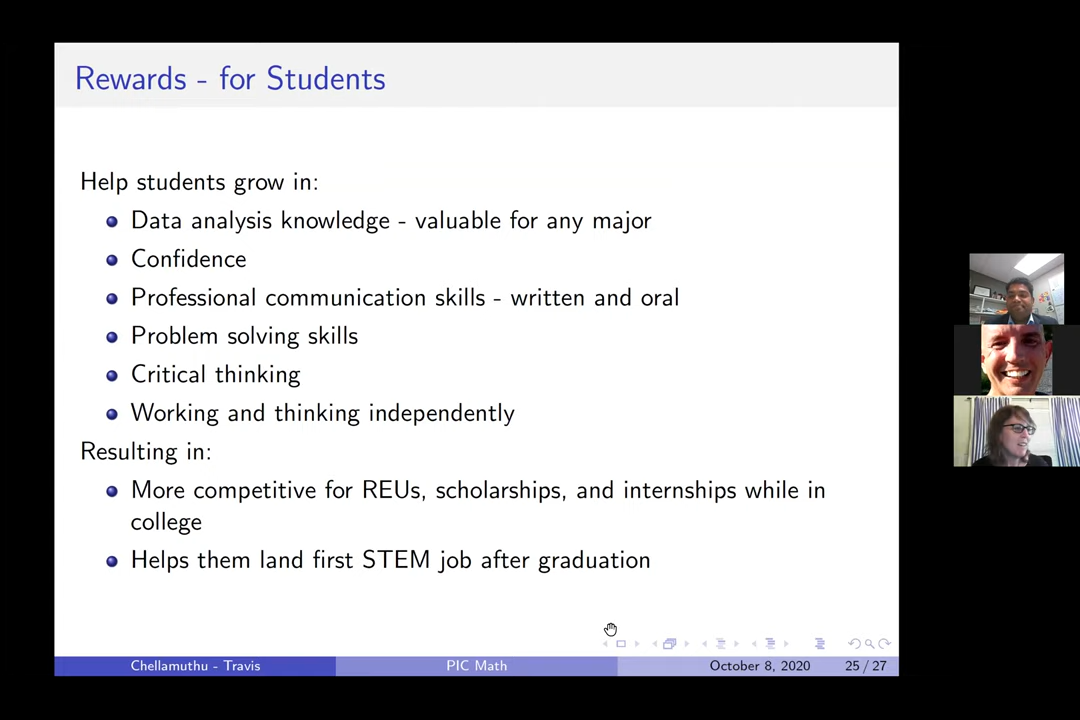 Rewards - for Students
Help students grow in:
Data analysis knowledge - valuable for any major
Confidence
Professional communication skills - written and oral
Problem solving skills
Critical thinking
Working and thinking independently
Resulting in:
More competitive for REUs, scholarships, and internships while in
college
Helps them land first STEM job after graduation
Chellamuthu - Travis
PIC Math
October 8, 2020
25 / 27